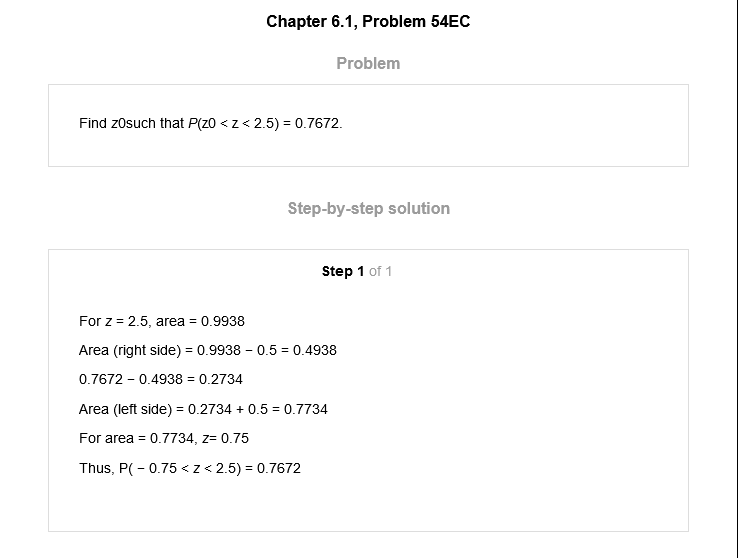 Chapter 6.1, Problem 54EC
Problem
Find z0such that P(z0 < z < 2.5) = 0.7672.
Step-by-step solution
Step 1 of 1
For z = 2.5, area = 0.9938
Area (right side) = 0.9938 − 0.5 = 0.4938
0.7672 − 0.4938 = 0.2734
Area (left side) = 0.2734 + 0.5 = 0.7734
For area = 0.7734, z= 0.75
Thus, P( − 0.75 < z < 2.5) = 0.7672